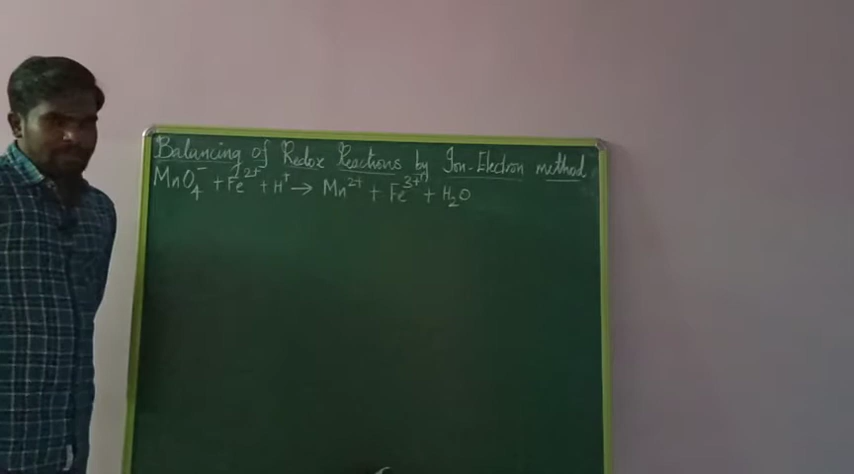 Balancing of Redox Reactions by Ion-Electron method
MnO₄⁻ + Fe²⁺ + H⁺ → Mn²⁺ + Fe³⁺ + H₂O